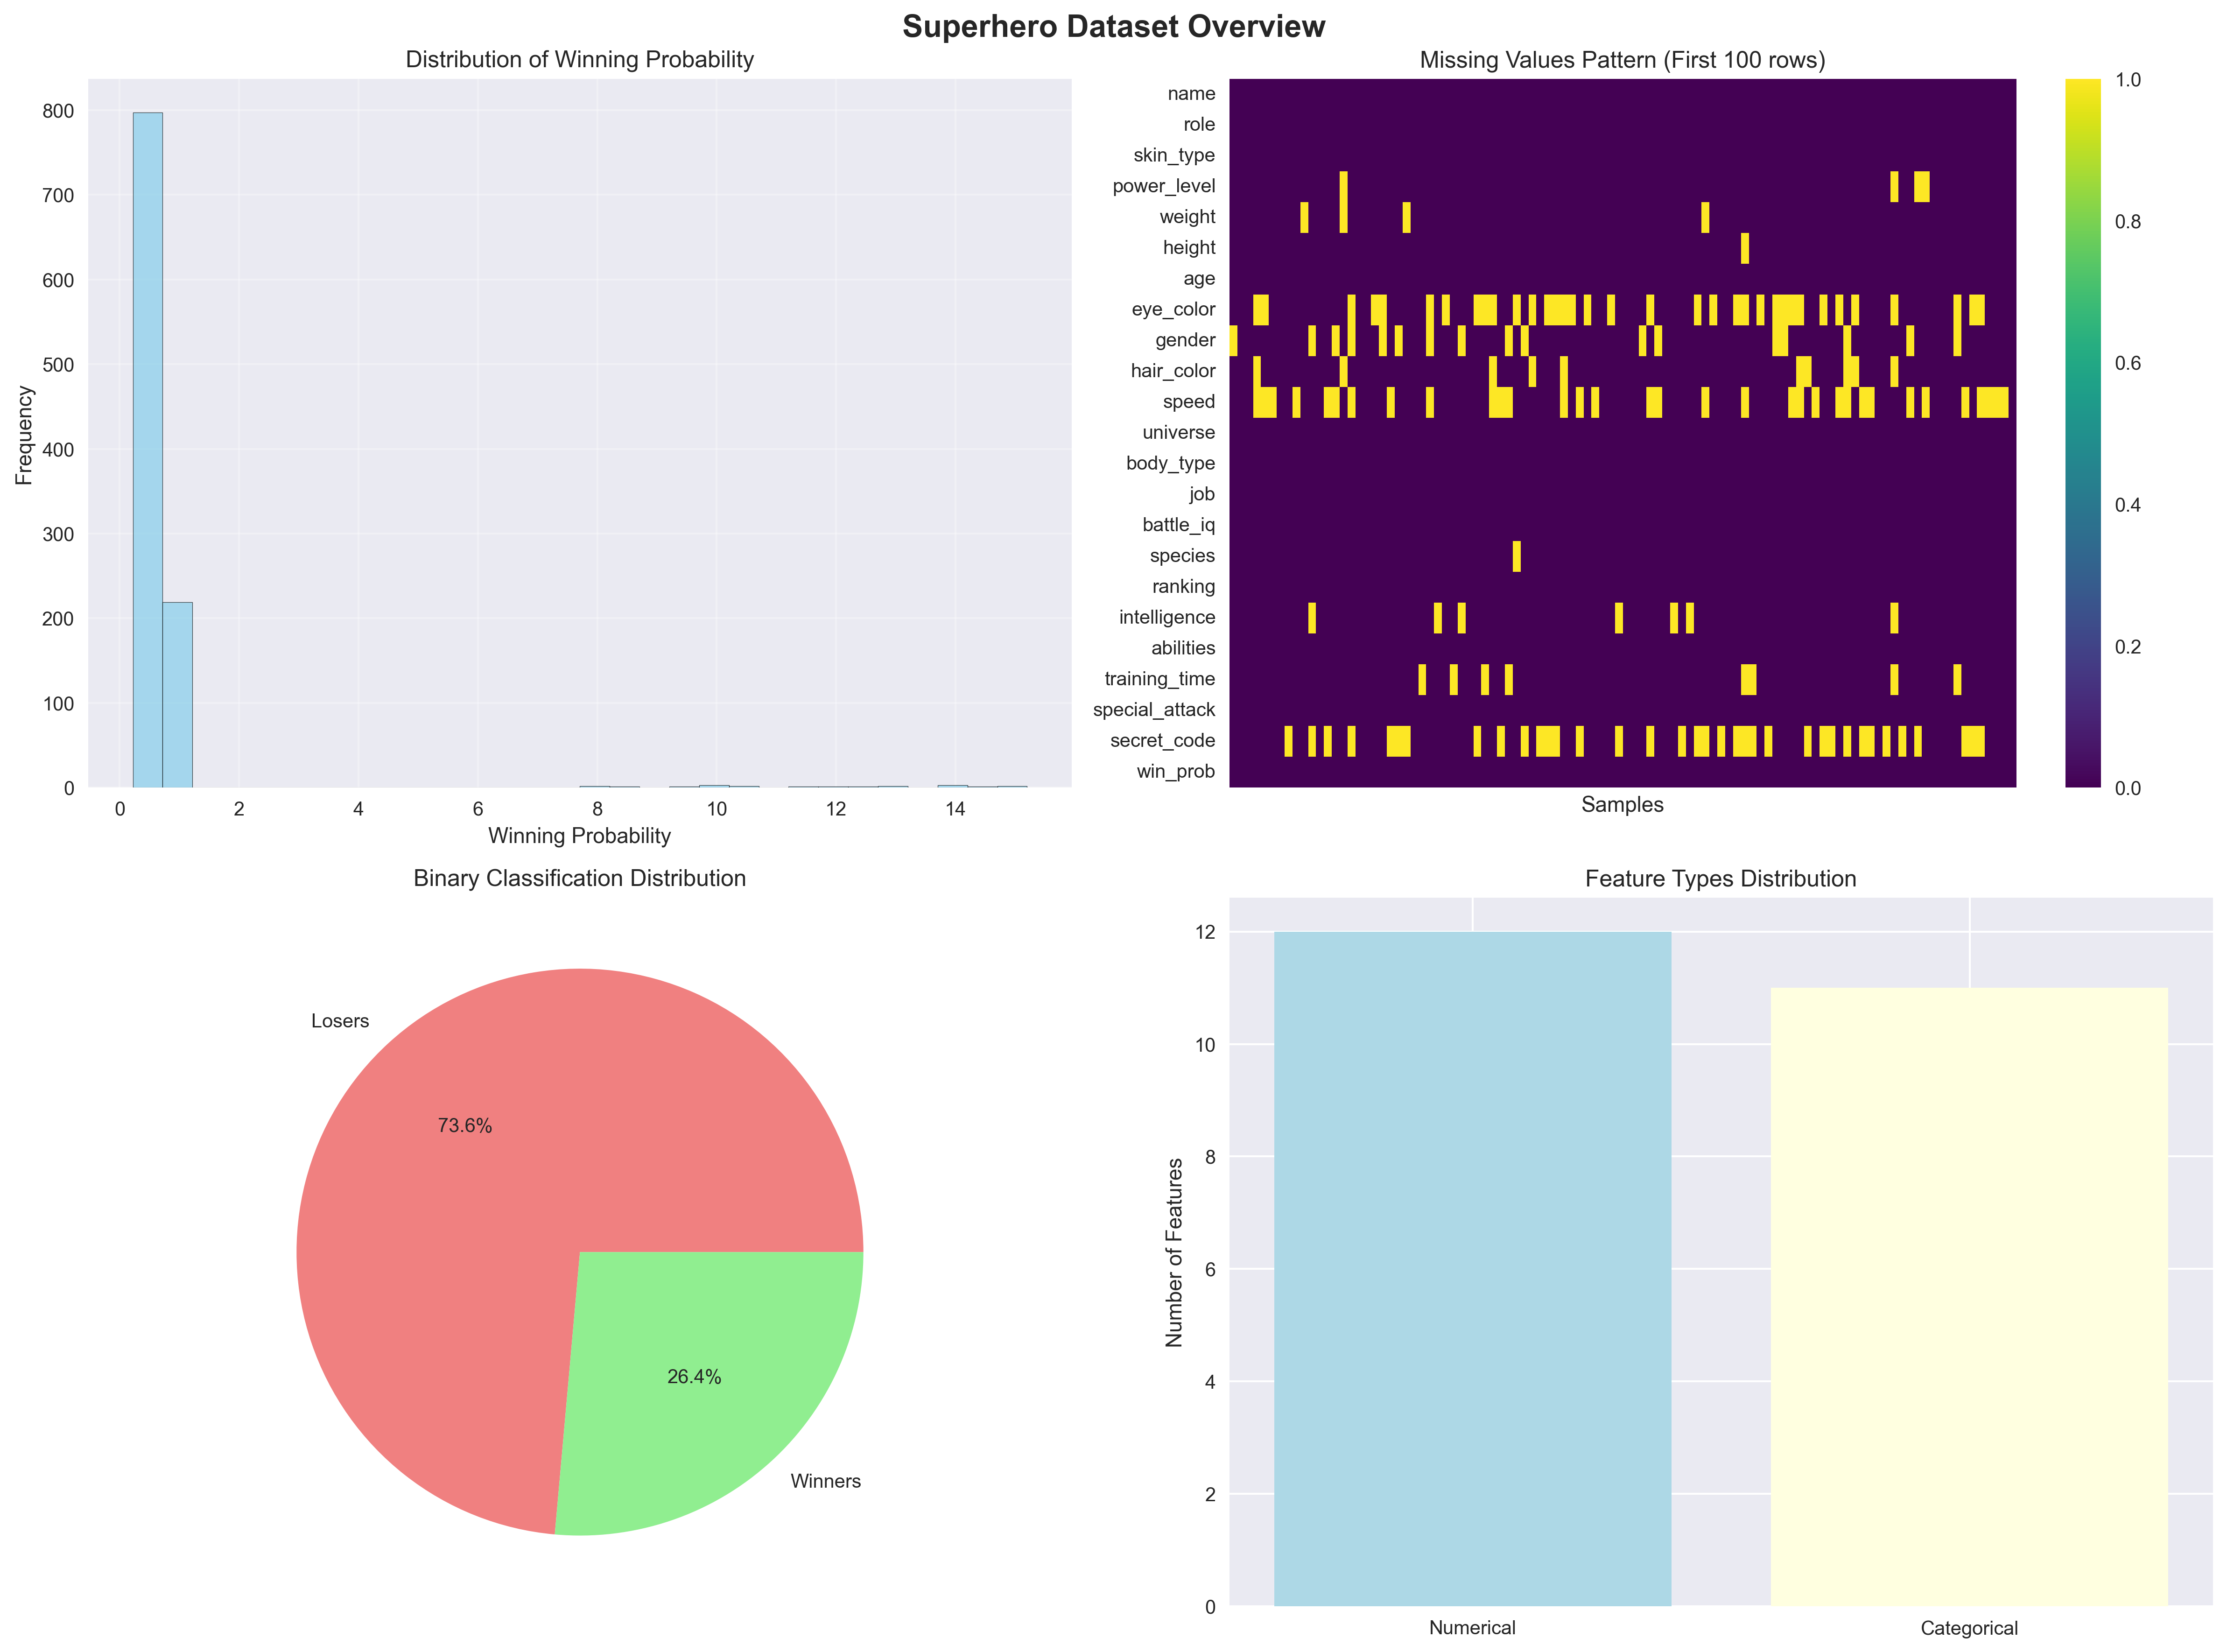 Superhero Dataset Overview
Distribution of Winning Probability
800
700
600
500
400
300
200
100
0
Frequency
0 2 4 6 8 10 12 14
Winning Probability
Missing Values Pattern (First 100 rows)
name
role
skin_type
power_level
weight
height
age
eye_color
gender
hair_color
speed
universe
body_type
job
battle_iq
species
ranking
intelligence
abilities
training_time
special_attack
secret_code
win_prob
Samples
1.0
0.8
0.6
0.4
0.2
0.0
Binary Classification Distribution
Losers
73.6%
26.4%
Winners
Feature Types Distribution
12
10
8
6
4
2
0
Number of Features
Numerical Categorical